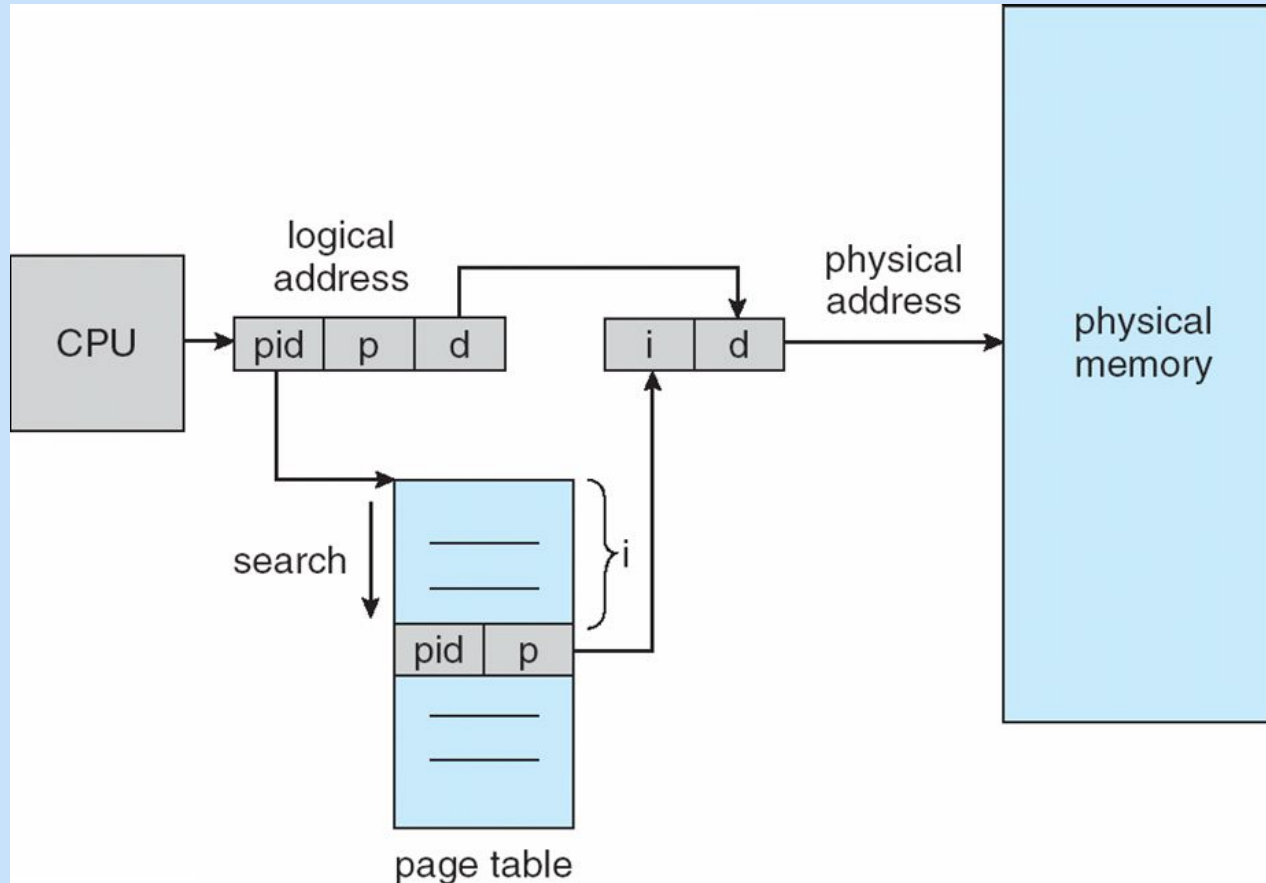 logical
address
physical
address
CPU
pid
p
d
i
d
physical
memory
search
i
pid
p
page table